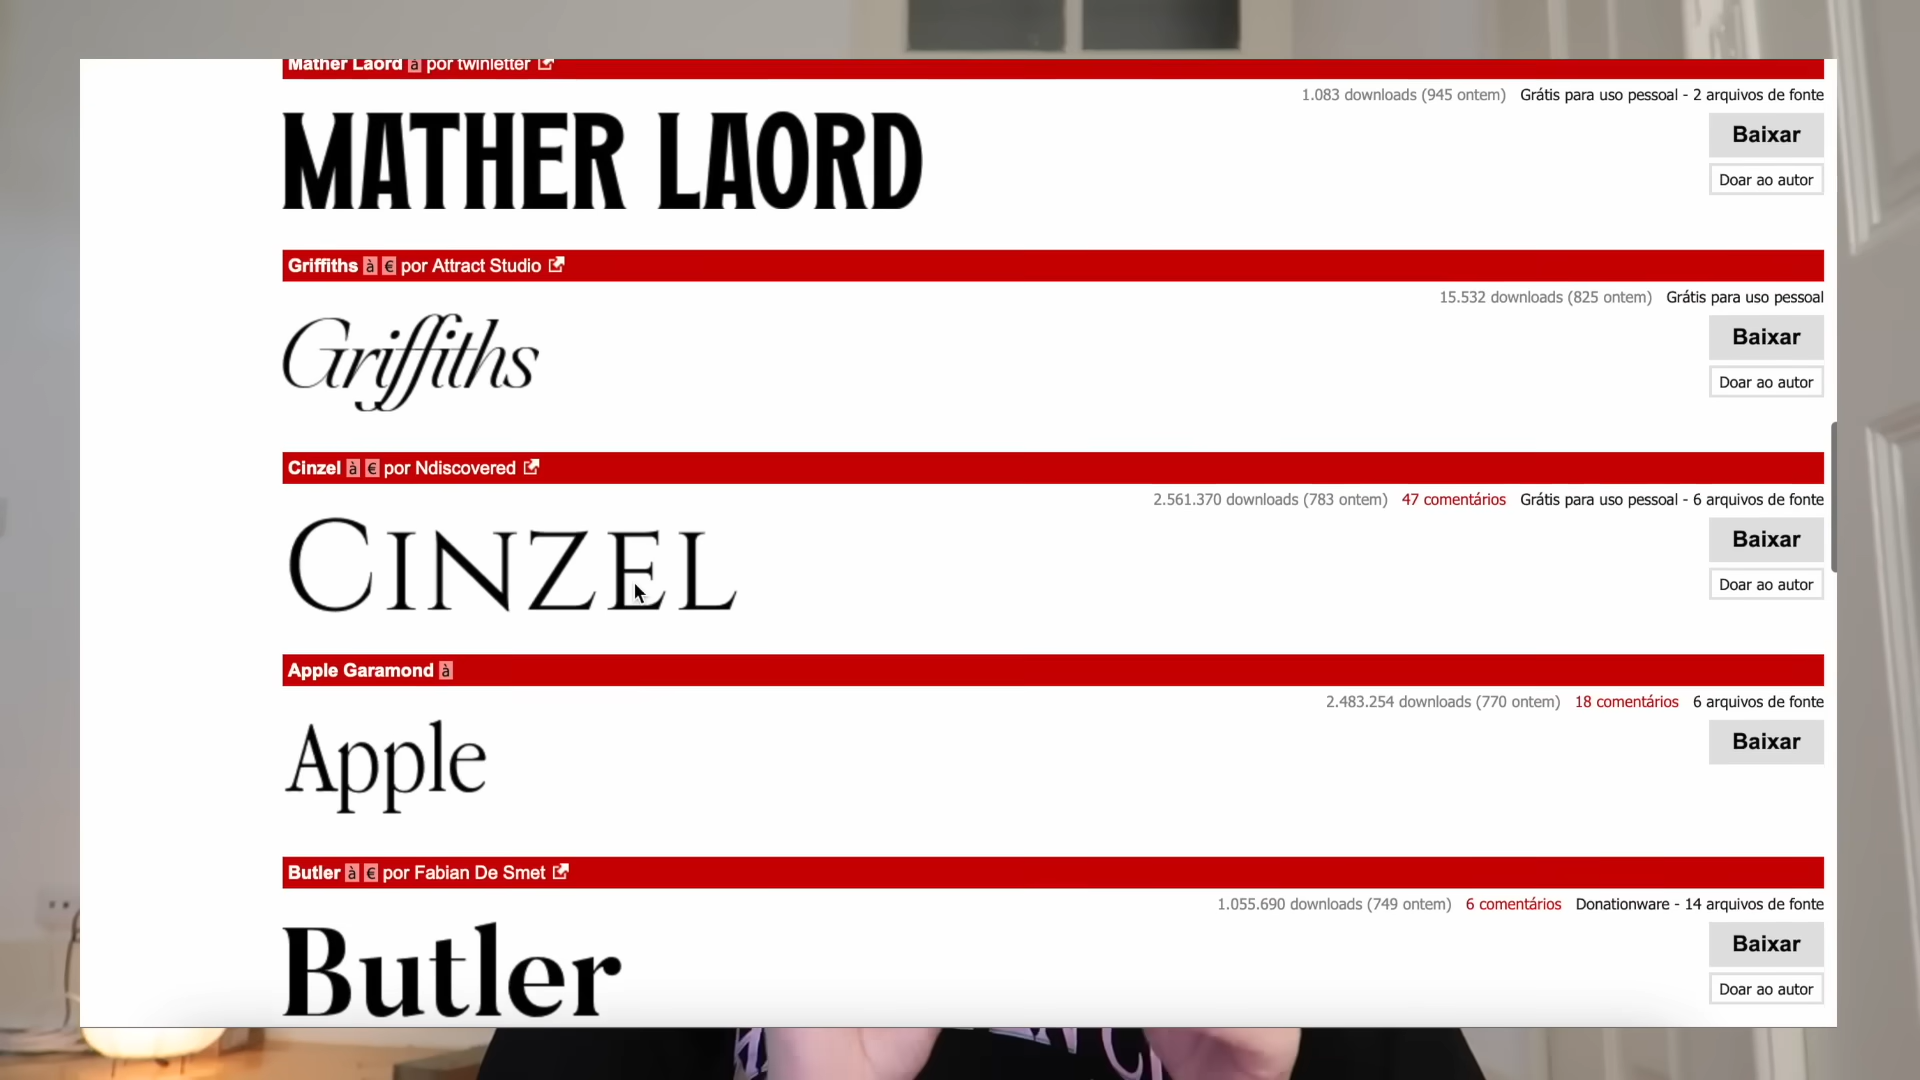 Mather Laord à por twinletter
1.083 downloads (945 ontem) Grátis para uso pessoal - 2 arquivos de fonte
MATHER LAORD
Baixar
Doar ao autor
Griffiths à € por Attract Studio
15.532 downloads (825 ontem) Grátis para uso pessoal
Griffiths
Baixar
Doar ao autor
Cinzel à € por Ndiscovered
2.561.370 downloads (783 ontem) 47 comentários Grátis para uso pessoal - 6 arquivos de fonte
CINZEL
Baixar
Doar ao autor
Apple Garamond à
2.483.254 downloads (770 ontem) 18 comentários 6 arquivos de fonte
Apple
Baixar
Butler à € por Fabian De Smet
1.055.690 downloads (749 ontem) 6 comentários Donationware - 14 arquivos de fonte
Butler
Baixar
Doar ao autor